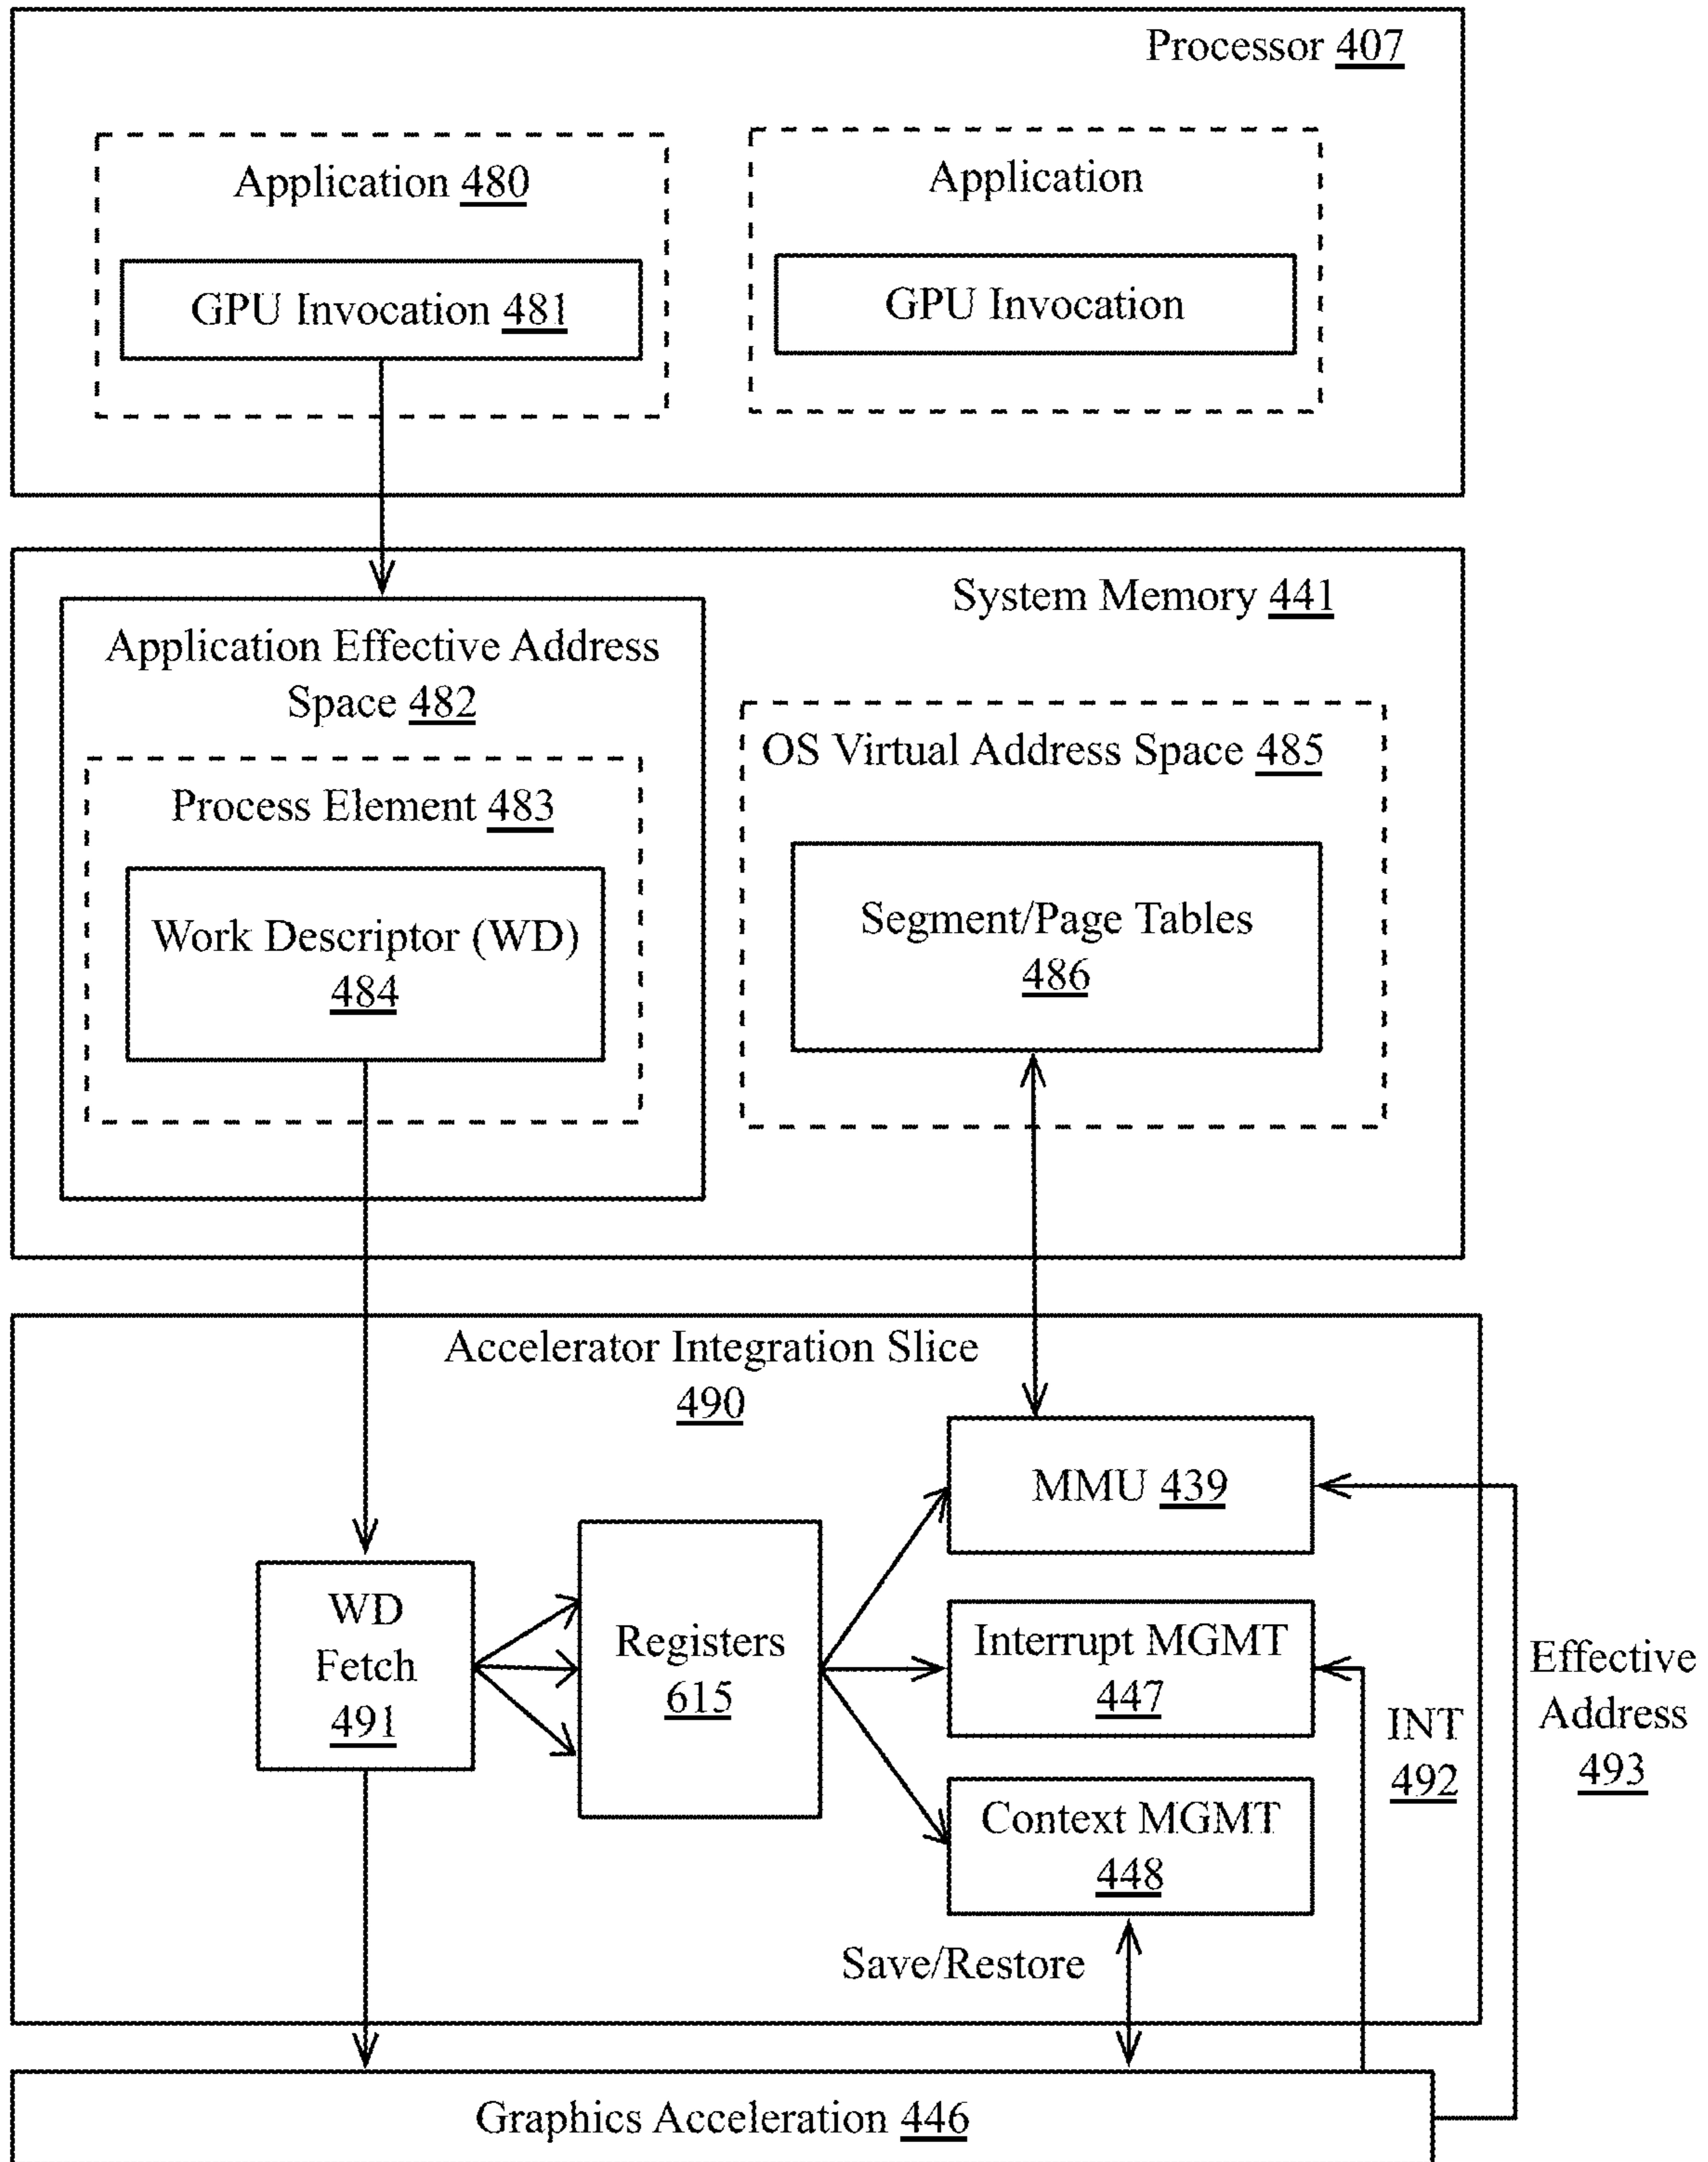 Processor 407
Application 480
GPU Invocation 481
Application
GPU Invocation
System Memory 441
Application Effective Address
Space 482
Process Element 483
Work Descriptor (WD)
484
OS Virtual Address Space 485
Segment/Page Tables
486
Accelerator Integration Slice
490
MMU 439
WD
Fetch
491
Registers
615
Interrupt MGMT
447
Context MGMT
448
INT
492
Effective
Address
493
Save/Restore
Graphics Acceleration 446